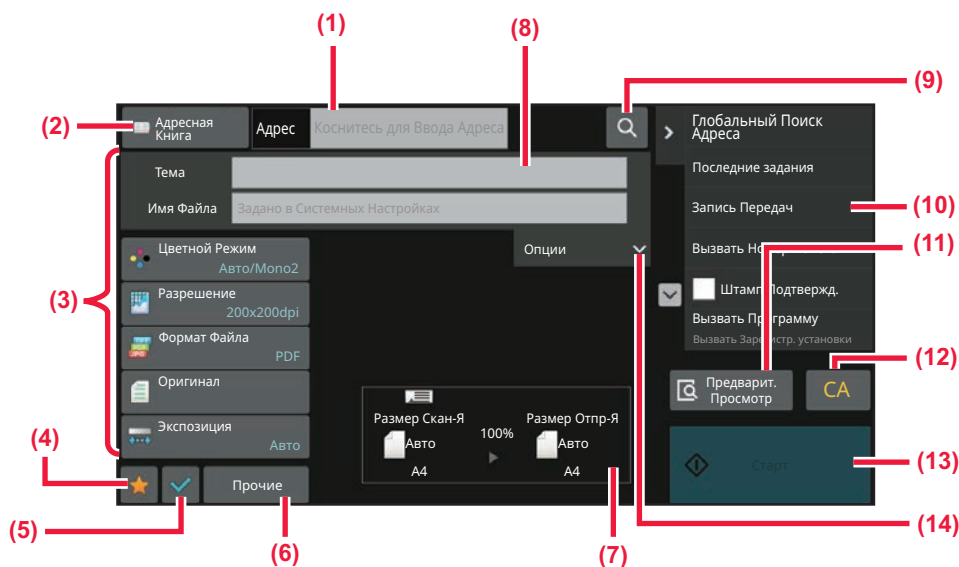 (1)
(8)
(9)
(2)
Адресная
Книга
Адрес
Коснитесь для Ввода Адреса
Глобальный Поиск
Адреса
Тема
Последние задания
Имя Файла
Задано в Системных Настройках
Запись Передач
(10)
(11)
Опции
Вызвать
(3)
Цветной Режим
Авто/Mono2
Разрешение
200x200dpi
Формат Файла
PDF
Оригинал
Экспозиция
Авто
Штамп Подтвержд.
Вызвать Программу
Вызвать установки
(12)
Предварит.
Просмотр
CA
Размер Скан-Я
Авто
A4
100%
Размер Отпр-Я
Авто
A4
(4)
Прочие
Старт
(13)
(5)
(6)
(7)
(14)